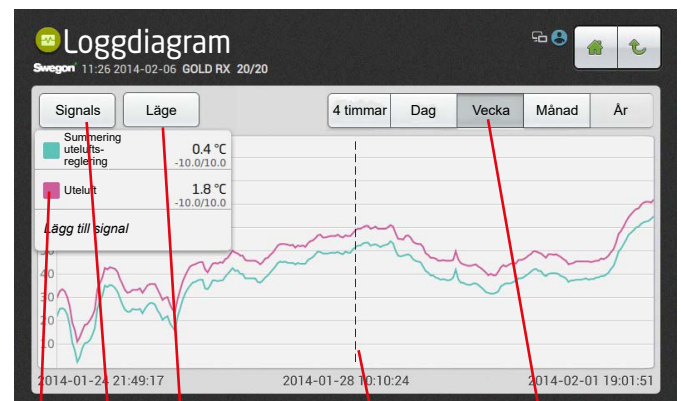 Loggdiagram
Swegon 11:26 2014-02-06 GOLD RX 20/20
Signals Läge 4 timmar Dag Vecka Månad År
Summering
utelufts-
reglering
0.4 °C
-10.0/10.0
Uteluft 1.8 °C
-10.0/10.0
Lägg till signal
40
30
20
10
2014-01-24 21:49:17 2014-01-28 10:10:24 2014-02-01 19:01:51